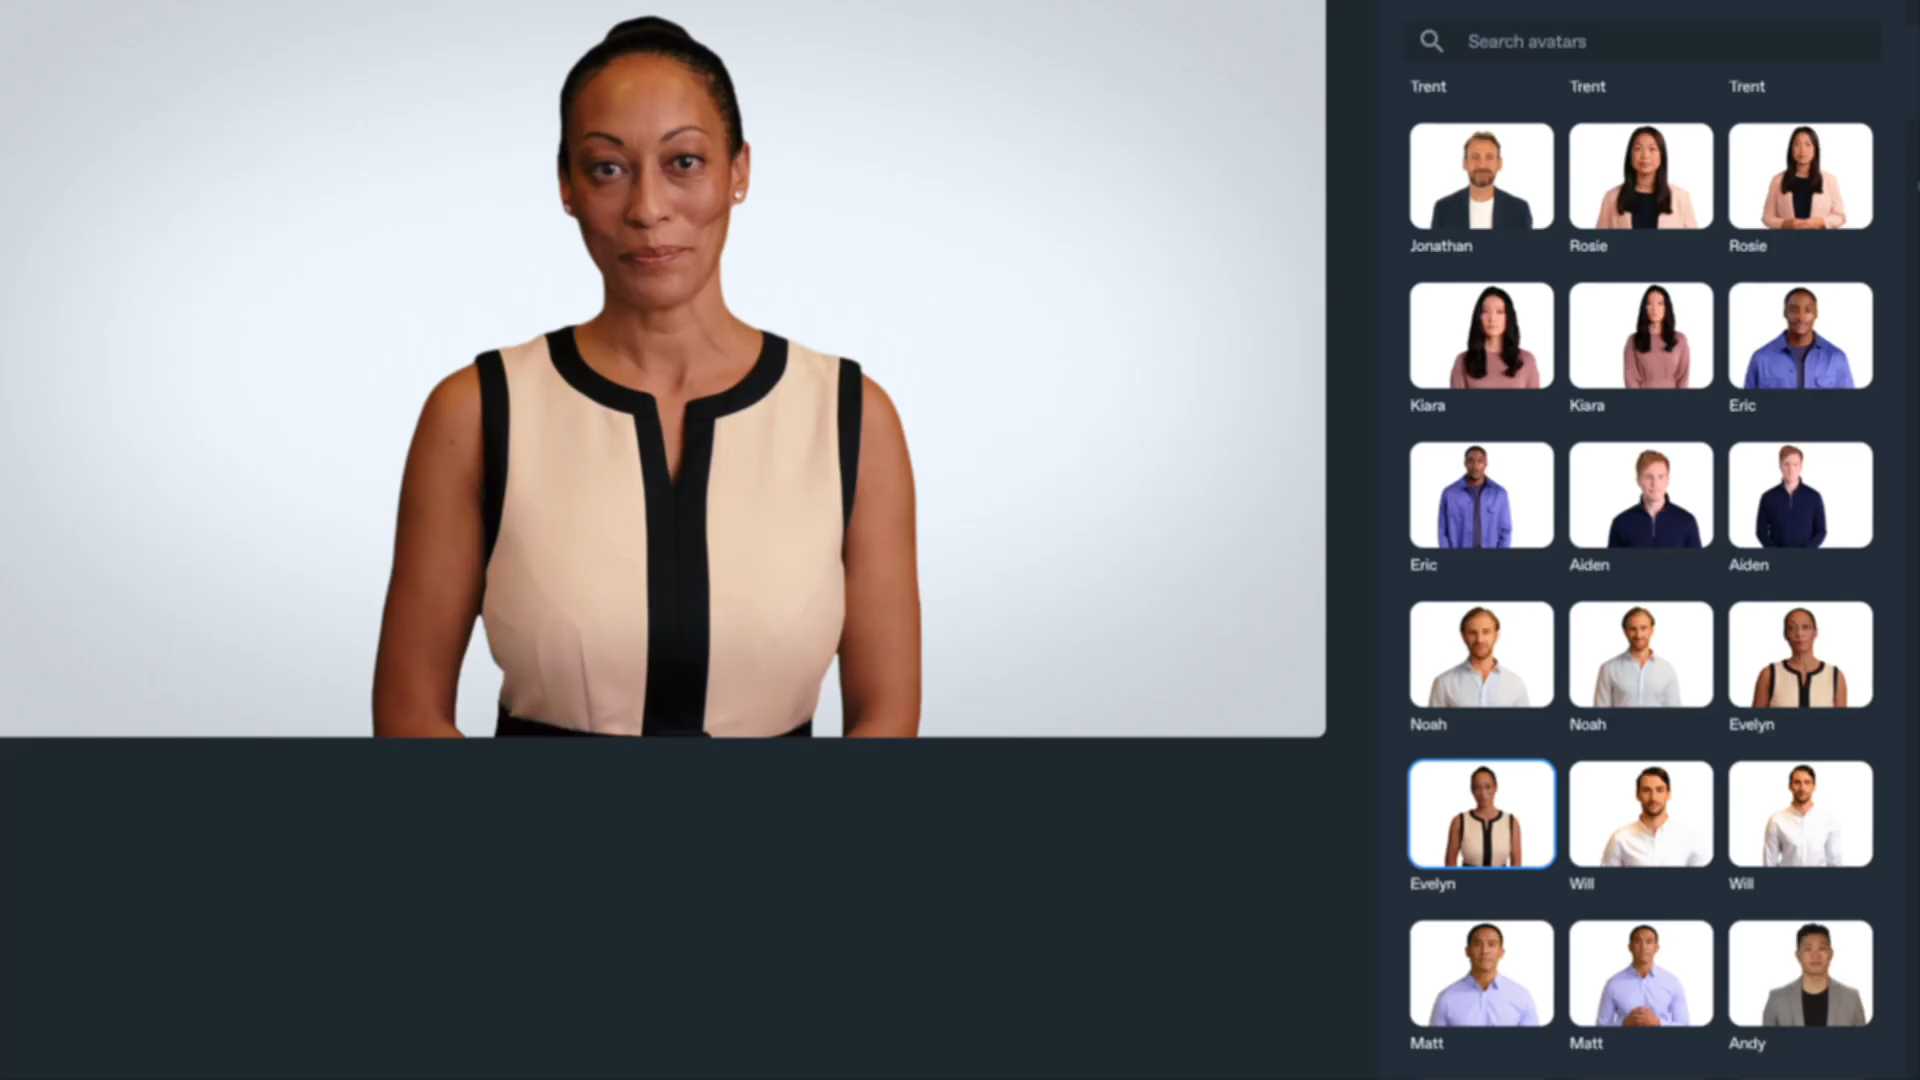 Search avatars
Trent Trent Trent
Jonathan Rosie Rosie
Kiara Kiara Eric
Eric Aiden Aiden
Noah Noah Evelyn
Evelyn Will Will
Matt Matt Andy